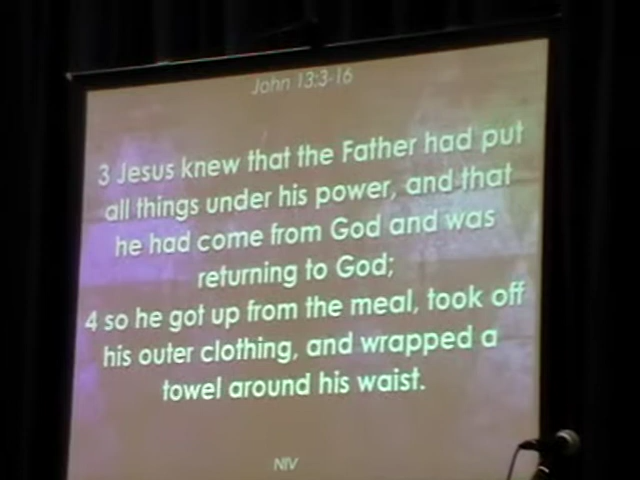 John 13:3-16
3 Jesus knew that the Father had put
all things under his power, and that
he had come from God and was
returning to God;
4 so he got up from the meal, took off
his outer clothing, and wrapped a
towel around his waist.
NIV